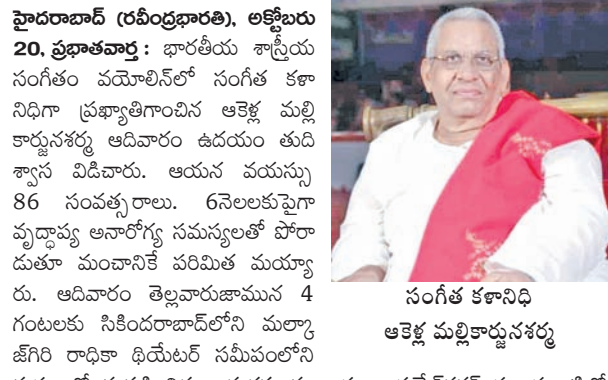 హైదరాబాద్ (రవీంద్రభారతి), అక్టోబరు
20, ప్రభాతవార్త : భారతీయ శాస్త్రీయ
సంగీతం వయోలిన్‌లో సంగీత కళా
నిధిగా ప్రఖ్యాతిగాంచిన ఆకెళ్ల మల్లి
కార్జునశర్మ ఆదివారం ఉదయం తుది
శ్వాస విడిచారు. ఆయన వయస్సు
86 సంవత్సరాలు. 6నెలలకుపైగా
వృద్ధాప్య అనారోగ్య సమస్యలతో పోరా
డుతూ మంచానికే పరిమిత మయ్యా
రు. ఆదివారం తెల్లవారుజామున 4
గంటలకు సికిందరాబాద్‌లోని మల్కా
జ్‌గిరి రాధికా థియేటర్ సమీపంలోని
సంగీత కళానిధి
ఆకెళ్ల మల్లికార్జునశర్మ